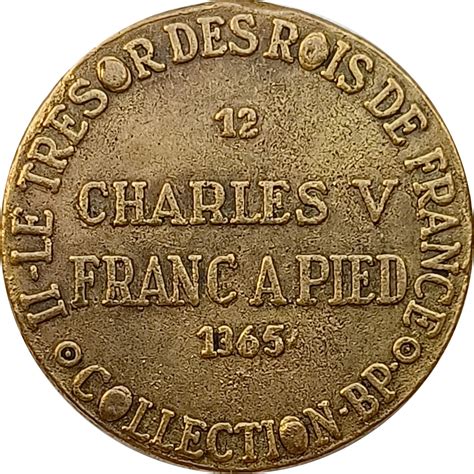 II-LE TRESOR DES ROIS DE FRANCE
12
CHARLES V
FRANC A PIED
1365
COLLECTION-BP-